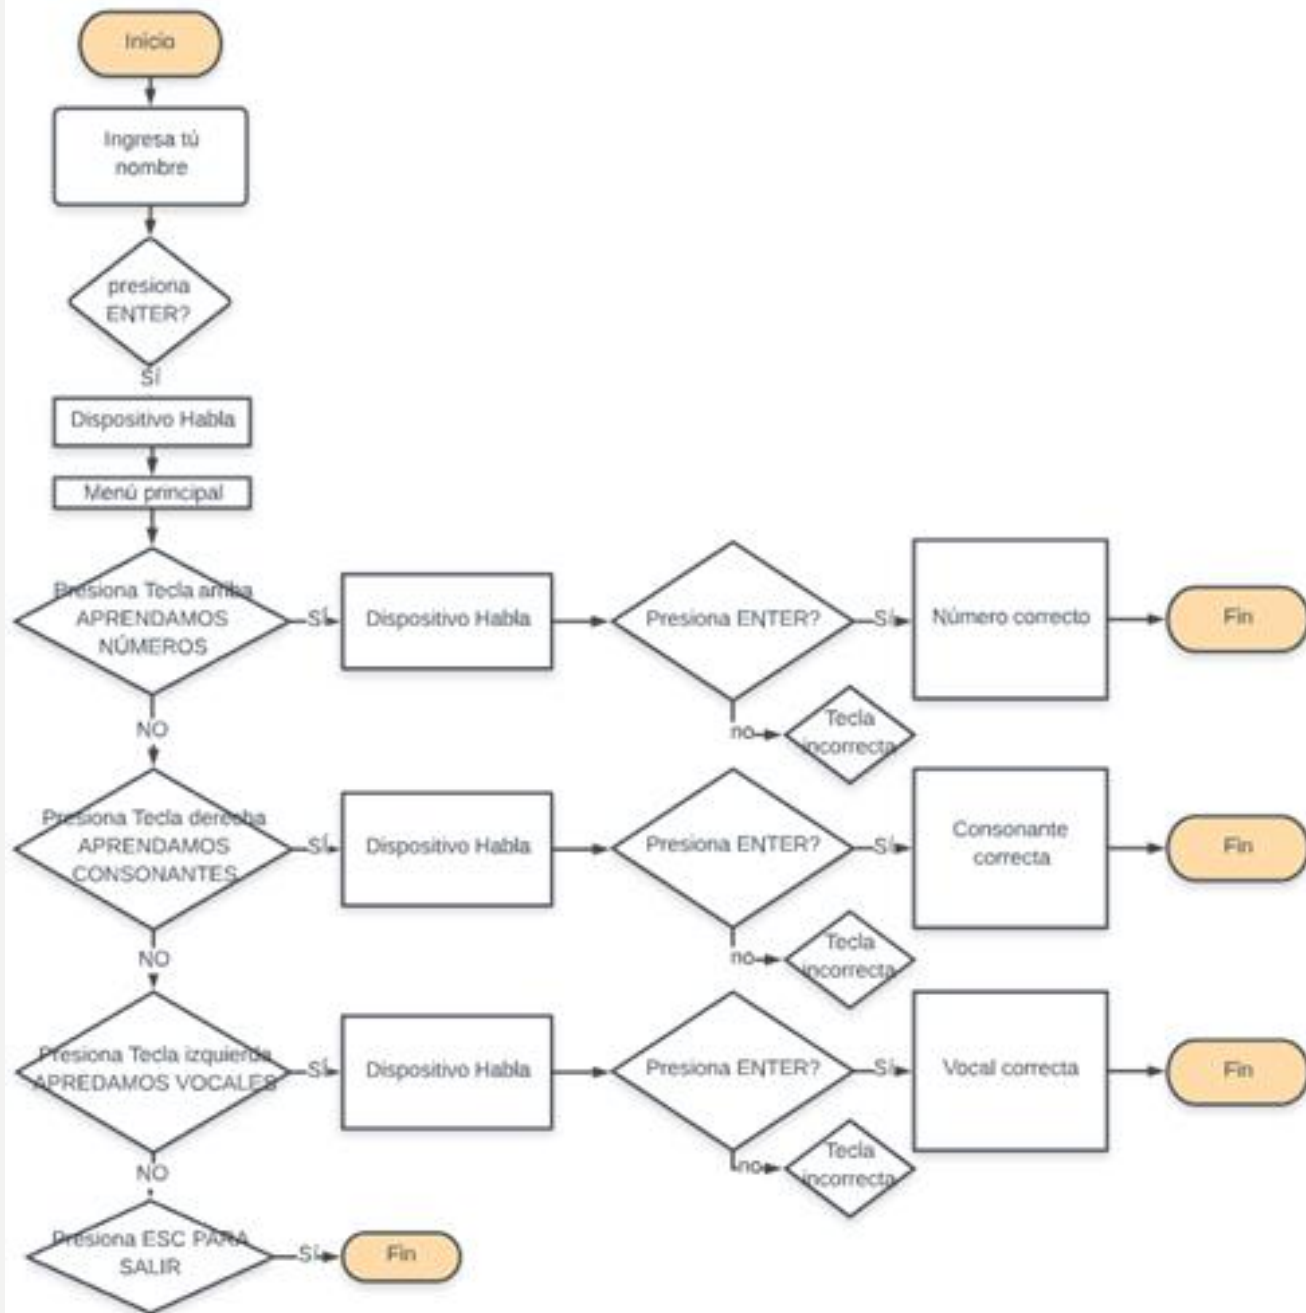 Inicio
Ingresa tú
nombre
presiona
ENTER?
Sí
Dispositivo Habla
Menú principal
Presiona Tecla arriba
APRENDAMOS
NÚMEROS
Sí
Dispositivo Habla
Presiona ENTER?
Sí
Número correcto
Fin
NO
no
Tecla
incorrecta
Presiona Tecla derecha
APRENDAMOS
CONSONANTES
Sí
Dispositivo Habla
Presiona ENTER?
Sí
Consonante
correcta
Fin
NO
no
Tecla
incorrecta
Presiona Tecla izquierda
APREDAMOS VOCALES
Sí
Dispositivo Habla
Presiona ENTER?
Sí
Vocal correcta
Fin
NO
no
Tecla
incorrecta
Presiona ESC PARA
SALIR
Sí
Fin